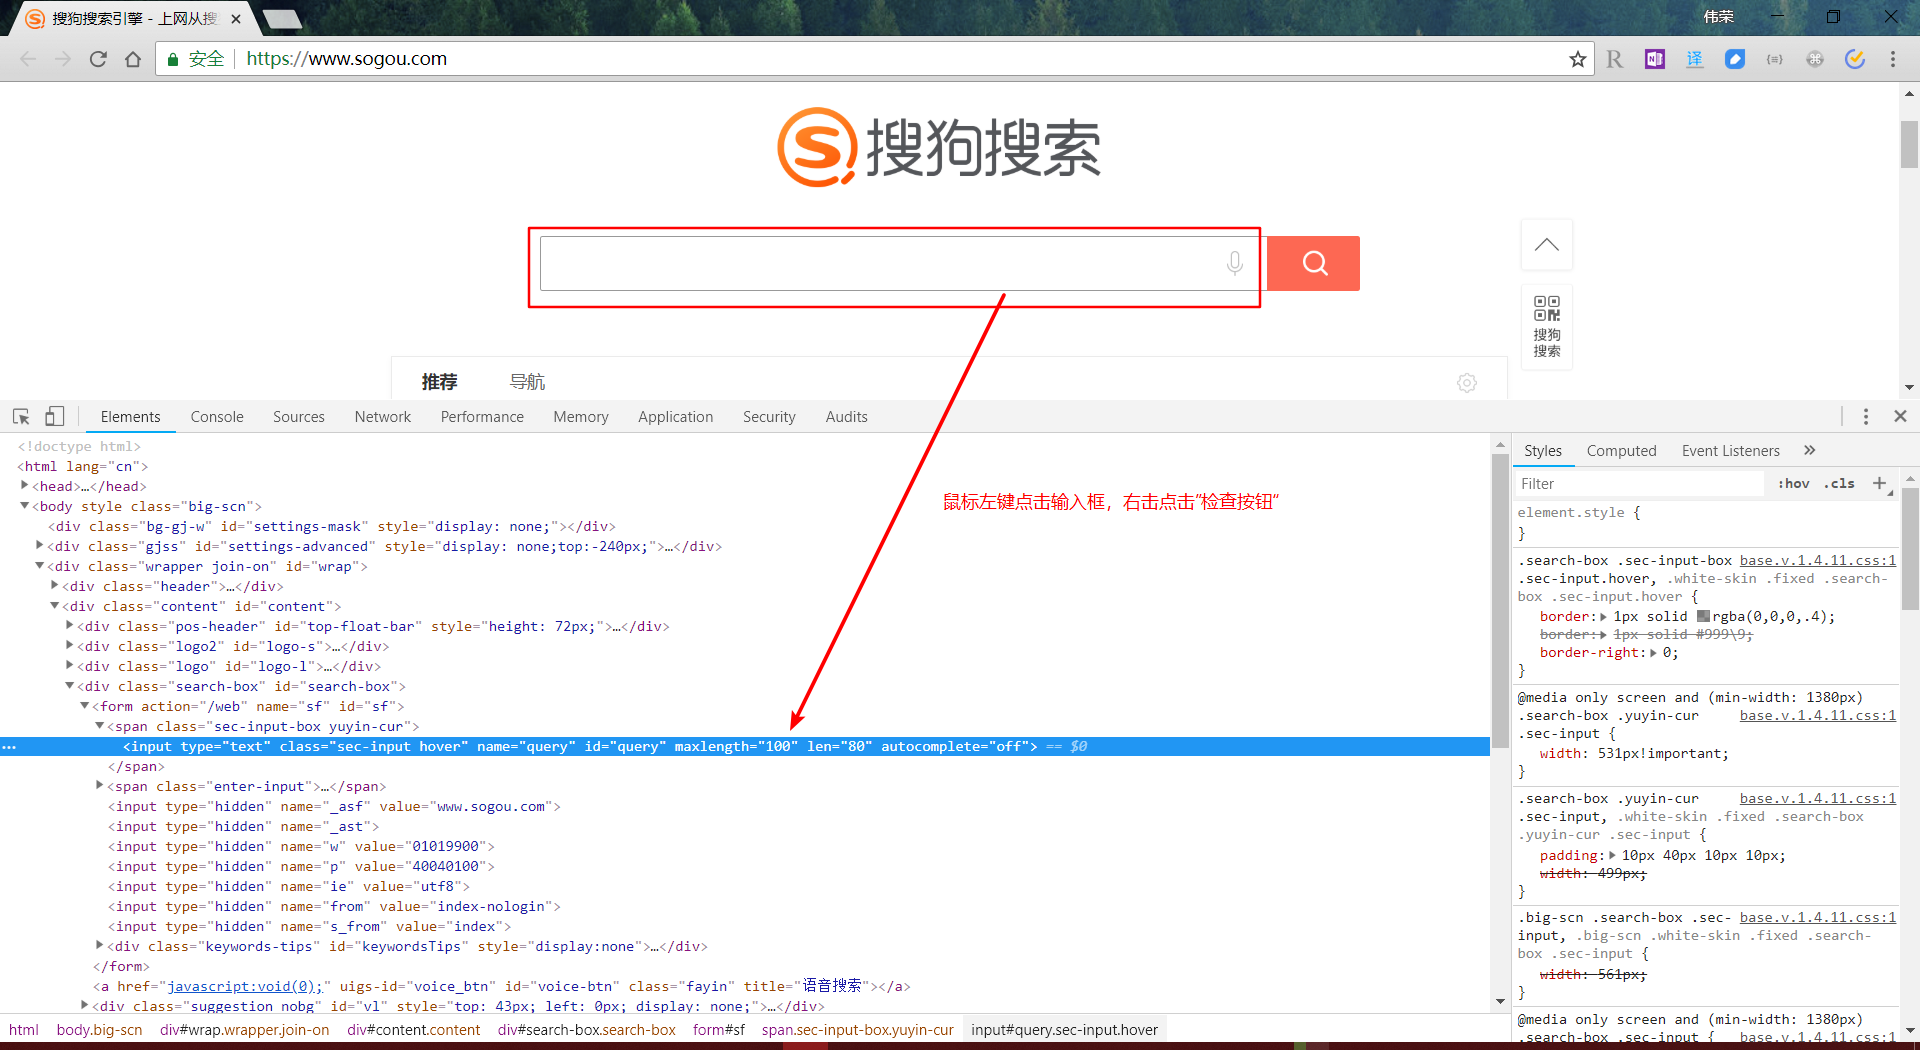 搜狗搜索引擎 - 上网从搜
伟荣
安全
https://www.sogou.com
搜狗搜索
搜狗
搜索
推荐 导航
Elements Console Sources Network Performance Memory Application Security Audits
<!doctype html>
<html lang="cn">
<head>…</head>
<body style class="big-scn">
<div class="bg-gj-w" id="settings-mask" style="display: none;"></div>
<div class="gjss" id="settings-advanced" style="display: none;top:-240px;">…</div>
<div class="wrapper join-on" id="wrap">
<div class="header">…</div>
<div class="content" id="content">
<div class="pos-header" id="top-float-bar" style="height: 72px;">…</div>
<div class="logo2" id="logo-s">…</div>
<div class="logo" id="logo-l">…</div>
<div class="search-box" id="search-box">
<form action="/web" name="sf" id="sf">
<span class="sec-input-box yuyin-cur">
<input type="text" class="sec-input hover" name="query" id="query" maxlength="100" len="80" autocomplete="off"> == $0
</span>
<span class="enter-input">…</span>
<input type="hidden" name="_asf" value="www.sogou.com">
<input type="hidden" name="_ast">
<input type="hidden" name="w" value="01019900">
<input type="hidden" name="p" value="40040100">
<input type="hidden" name="ie" value="utf8">
<input type="hidden" name="from" value="index-nologin">
<input type="hidden" name="s_from" value="index">
<div class="keywords-tips" id="keywordsTips" style="display:none">…</div>
</form>
<a href="javascript:void(0);" uigs-id="voice_btn" id="voice-btn" class="fayin" title="语音搜索"></a>
<div class="suggestion nobg" id="vl" style="top: 43px; left: 0px; display: none;">…</div>
鼠标左键点击输入框，右击点击”检查按钮“
html body.big-scn div#wrap.wrapper.join-on div#content.content div#search-box.search-box form#sf span.sec-input-box.yuyin-cur input#query.sec-input.hover
Styles Computed Event Listeners »
Filter :hov .cls +
element.style {
}
.search-box .sec-input-box base.v.1.4.11.css:1
.sec-input.hover, .white-skin .fixed .search-
box .sec-input.hover {
border: 1px solid rgba(0,0,0,.4);
border: 1px solid #999\9;
border-right: 0;
}
@media only screen and (min-width: 1380px)
.search-box .yuyin-cur base.v.1.4.11.css:1
.sec-input {
width: 531px!important;
}
.search-box .yuyin-cur base.v.1.4.11.css:1
.sec-input, .white-skin .fixed .search-box
.yuyin-cur .sec-input {
padding: 10px 40px 10px 10px;
width: 499px;
}
.big-scn .search-box .sec- base.v.1.4.11.css:1
input, .big-scn .white-skin .fixed .search-
box .sec-input {
width: 561px;
}
@media only screen and (min-width: 1380px)
.search-box .sec-input { base.v.1.4.11.css:1